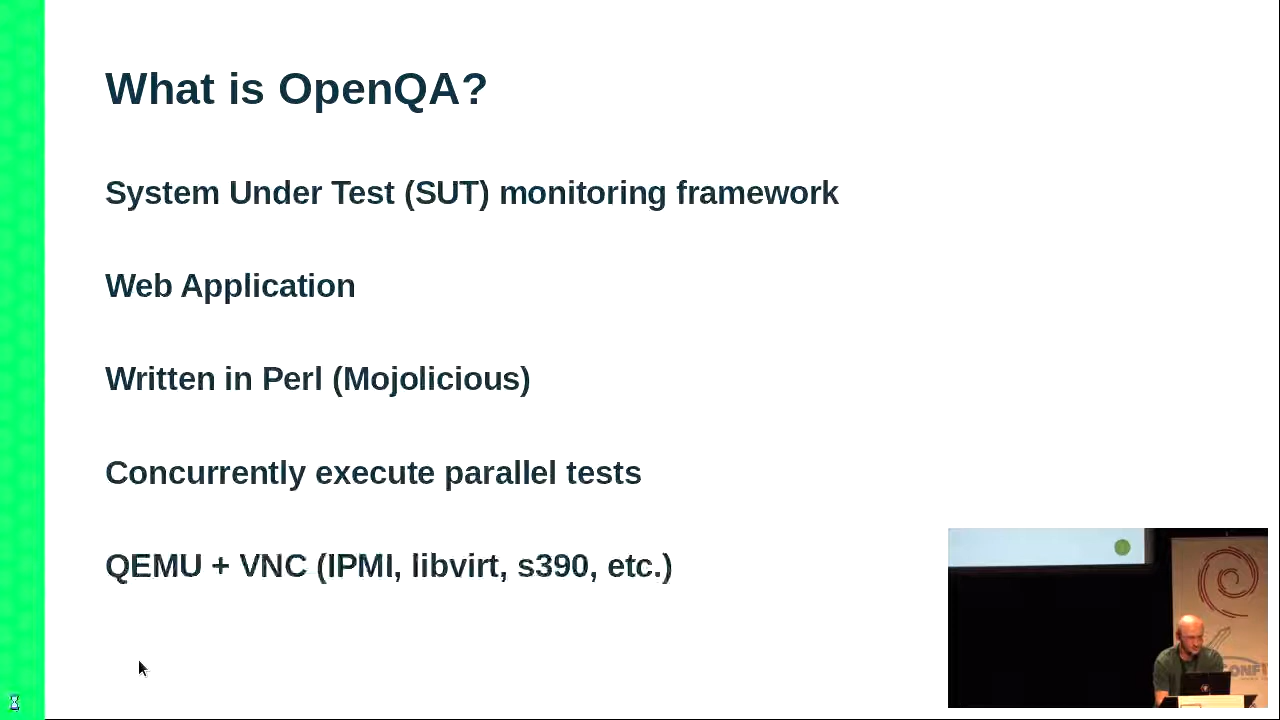 What is OpenQA?
System Under Test (SUT) monitoring framework
Web Application
Written in Perl (Mojolicious)
Concurrently execute parallel tests
QEMU + VNC (IPMI, libvirt, s390, etc.)